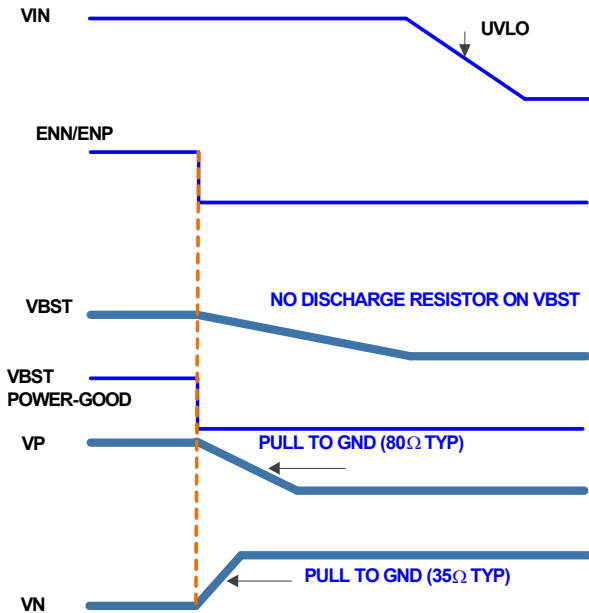 VIN
UVLO
ENN/ENP
NO DISCHARGE RESISTOR ON VBST
VBST
VBST
POWER-GOOD
PULL TO GND (80Ω TYP)
VP
PULL TO GND (35Ω TYP)
VN